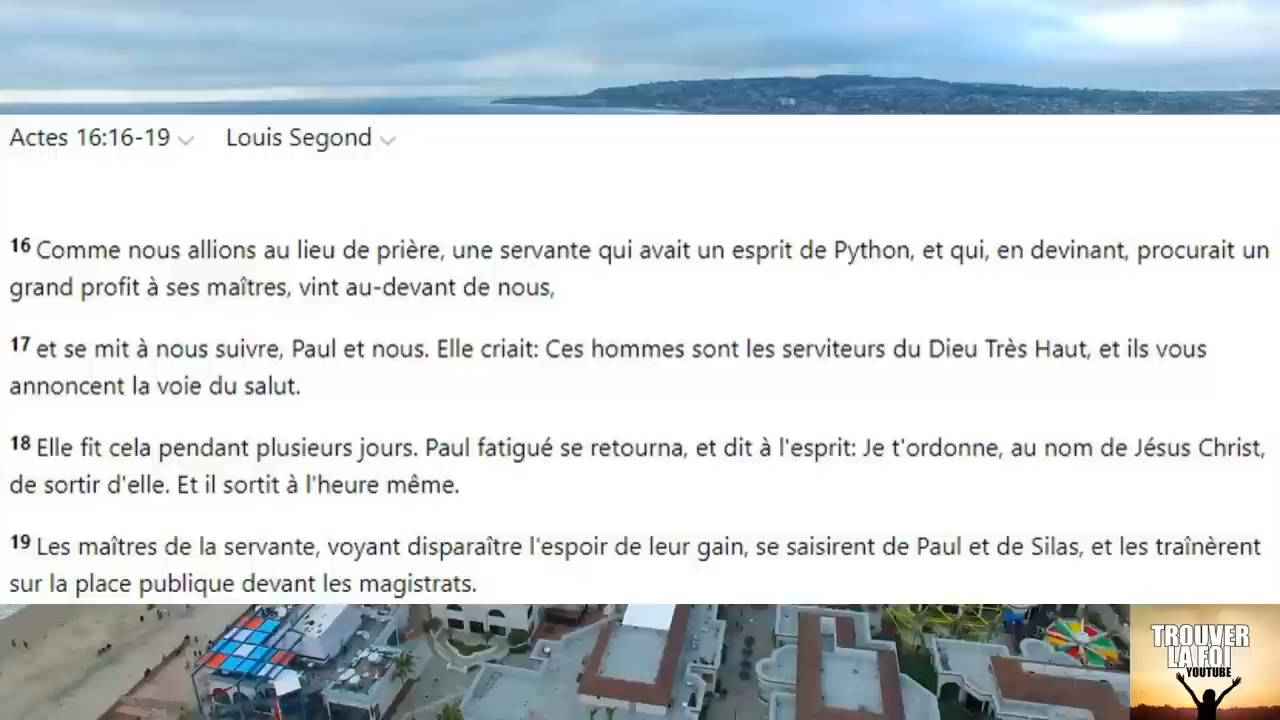 Actes 16:16-19 Louis Segond
16 Comme nous allions au lieu de prière, une servante qui avait un esprit de Python, et qui, en devinant, procurait un
grand profit à ses maîtres, vint au-devant de nous,
17 et se mit à nous suivre, Paul et nous. Elle criait: Ces hommes sont les serviteurs du Dieu Très Haut, et ils vous
annoncent la voie du salut.
18 Elle fit cela pendant plusieurs jours. Paul fatigué se retourna, et dit à l'esprit: Je t'ordonne, au nom de Jésus Christ,
de sortir d'elle. Et il sortit à l'heure même.
19 Les maîtres de la servante, voyant disparaître l'espoir de leur gain, se saisirent de Paul et de Silas, et les traînèrent
sur la place publique devant les magistrats.
TROUVER
LA FOI
YOUTUBE